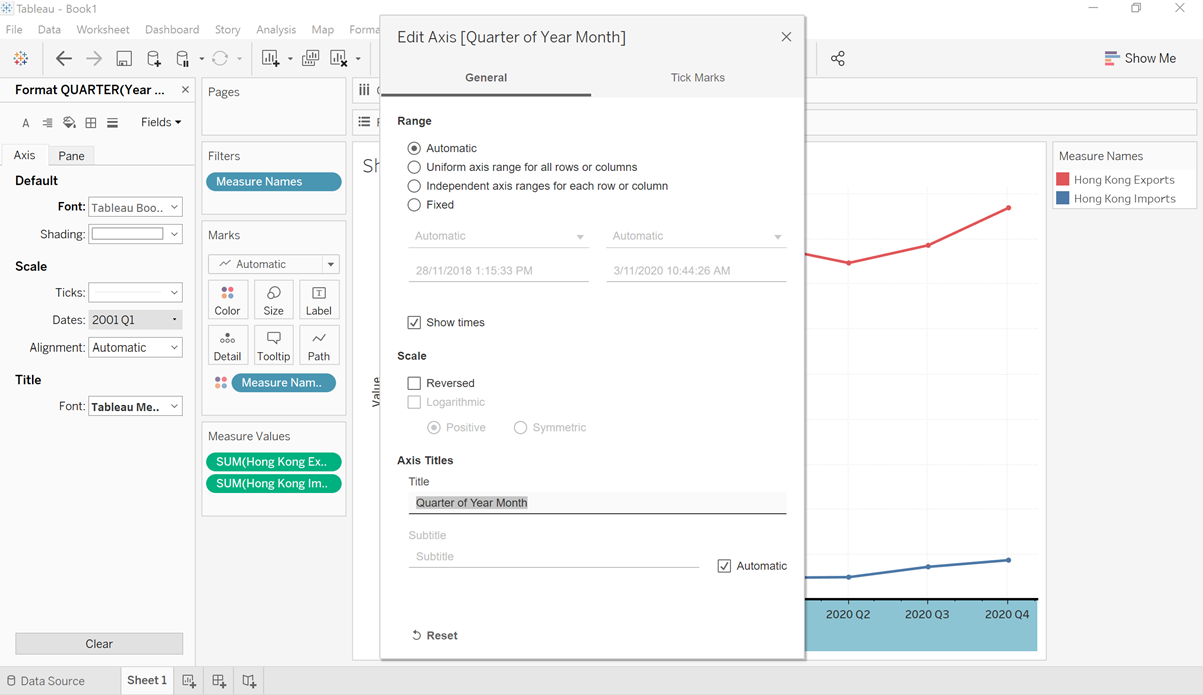 Tableau - Book1
File Data Worksheet Dashboard Story Analysis Map Forma
Show Me
Format QUARTER(Year ...
Fields
Axis Pane
Default
Font: Tableau Boo..
Shading:
Scale
Ticks:
Dates: 2001 Q1
Alignment: Automatic
Title
Font: Tableau Me..
Clear
Pages
Filters
Measure Names
Marks
Automatic
Color Size Label
Detail Tooltip Path
Measure Nam..
Measure Values
SUM(Hong Kong Ex..
SUM(Hong Kong Im..
Sh
Value
Edit Axis [Quarter of Year Month]
General Tick Marks
Range
Automatic
Uniform axis range for all rows or columns
Independent axis ranges for each row or column
Fixed
Automatic Automatic
28/11/2018 1:15:33 PM 3/11/2020 10:44:26 AM
Show times
Scale
Reversed
Logarithmic
Positive Symmetric
Axis Titles
Title
Quarter of Year Month
Subtitle
Subtitle
Automatic
Reset
2020 Q2 2020 Q3 2020 Q4
Measure Names
Hong Kong Exports
Hong Kong Imports
Data Source Sheet 1